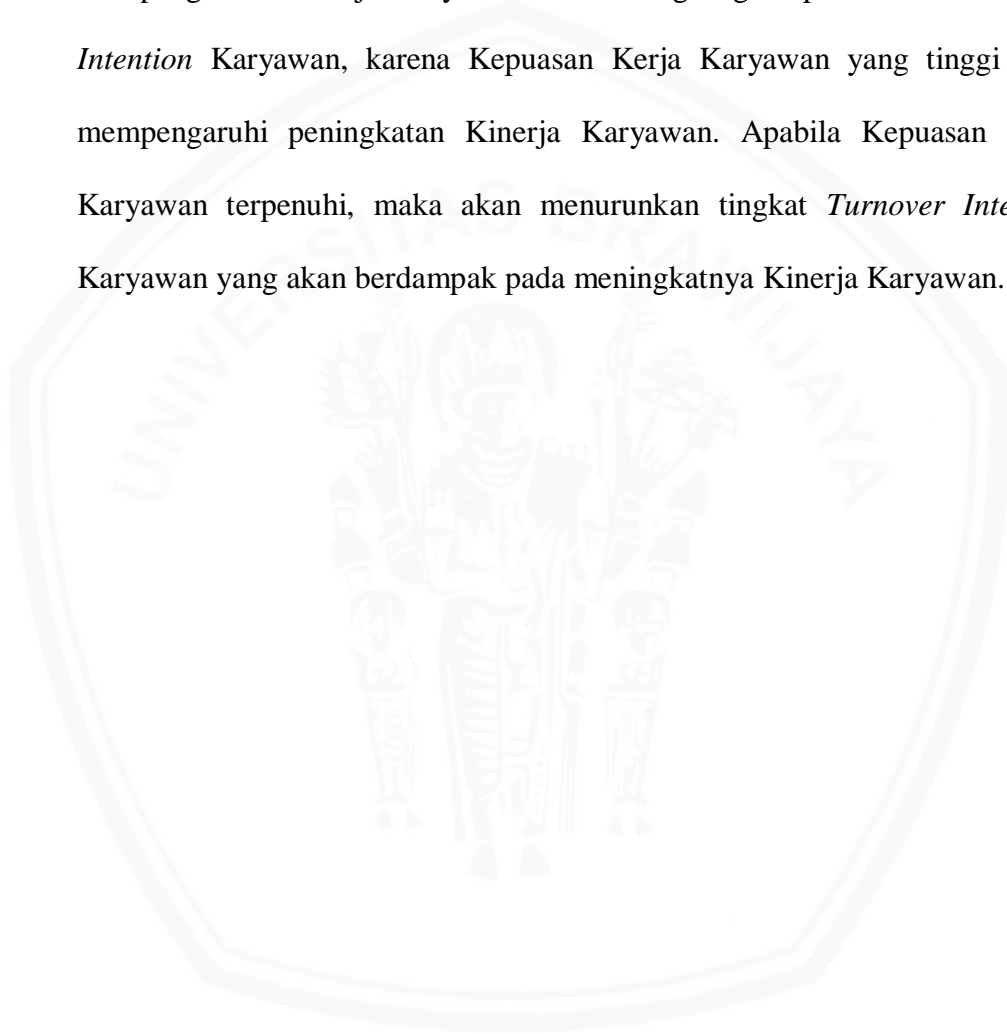 Intention Karyawan, karena Kepuasan Kerja Karyawan yang tinggi
mempengaruhi peningkatan Kinerja Karyawan. Apabila Kepuasan
Karyawan terpenuhi, maka akan menurunkan tingkat Turnover Inte
Karyawan yang akan berdampak pada meningkatnya Kinerja Karyawan.
UNIVERSITAS BRAWIJAYA